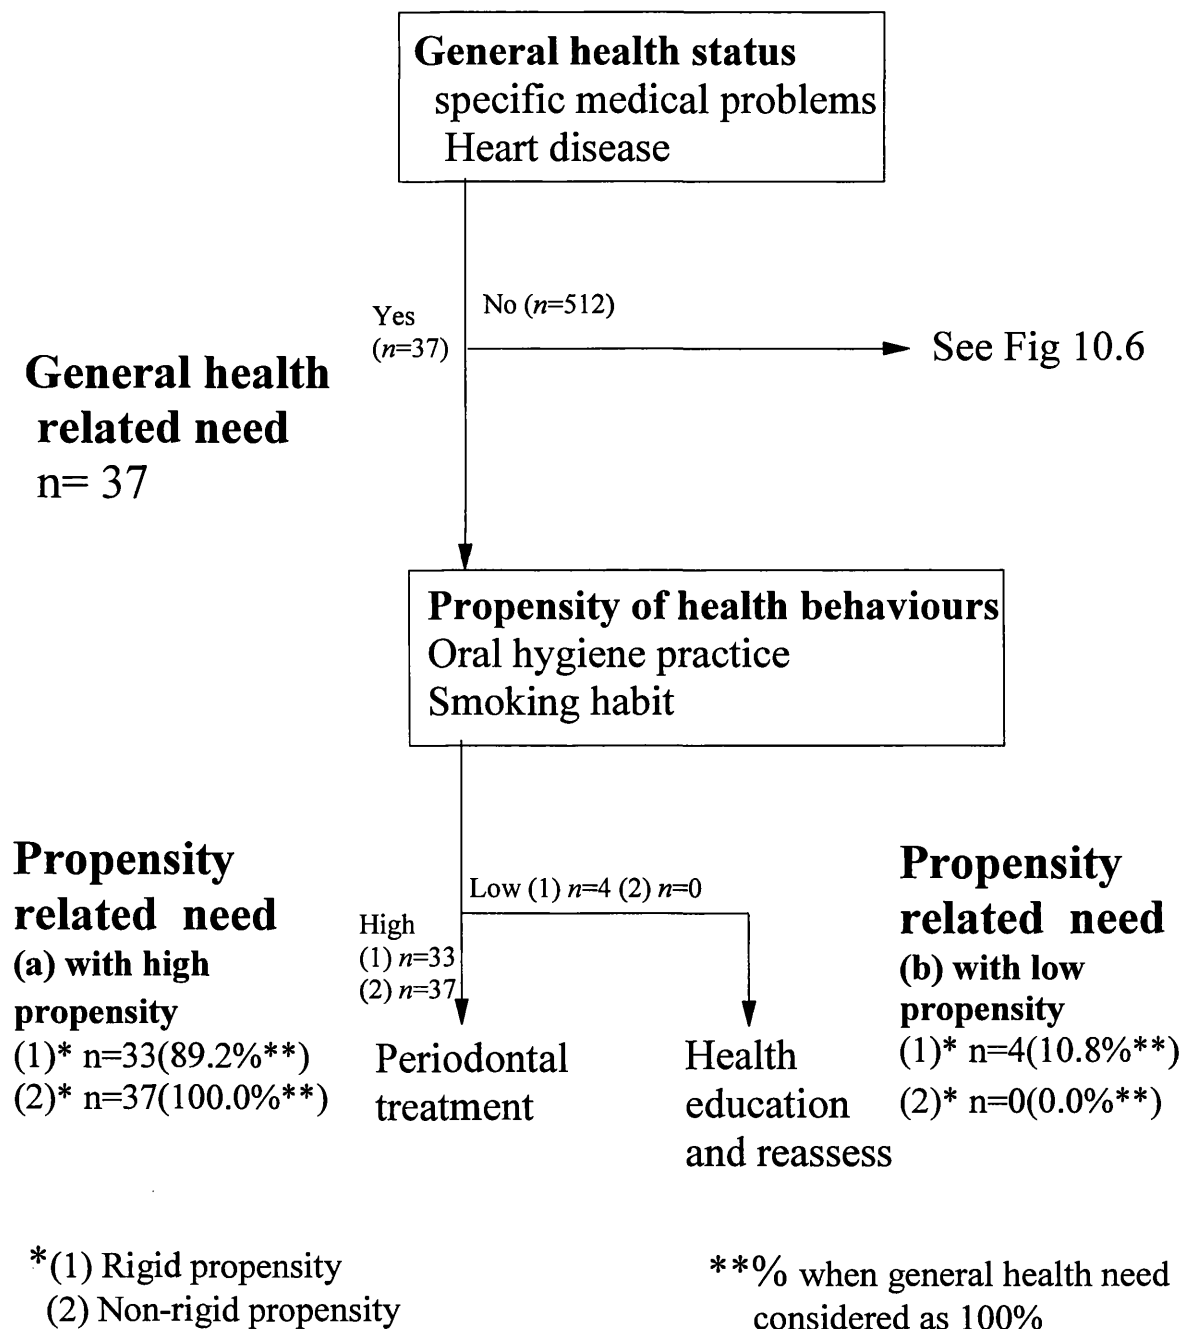 General health status
specific medical problems
Heart disease
Yes
(n=37)
No (n=512)
See Fig 10.6
General health
related need
n= 37
Propensity of health behaviours
Oral hygiene practice
Smoking habit
Propensity
related need
(a) with high
propensity
(1)* n=33(89.2%**)
(2)* n=37(100.0%**)
Low (1) n=4 (2) n=0
High
(1) n=33
(2) n=37
Periodontal
treatment
Health
education
and reassess
Propensity
related need
(b) with low
propensity
(1)* n=4(10.8%**)
(2)* n=0(0.0%**)
*(1) Rigid propensity
(2) Non-rigid propensity
**% when general health need
considered as 100%